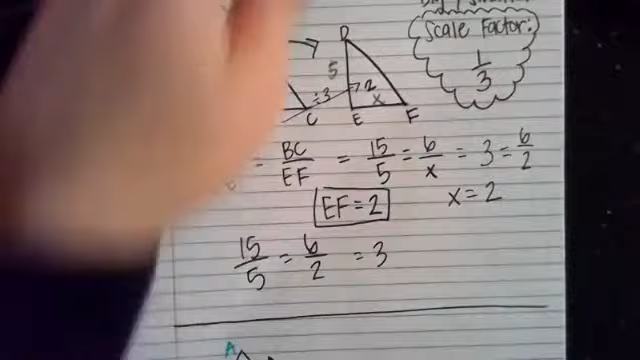 Scale Factor:
1/3
D
5
÷3 → 2
x
C E F
= BC/EF = 15/5 = 6/x = 3 = 6/2
EF = 2
x = 2
15/5 = 6/2 = 3
A